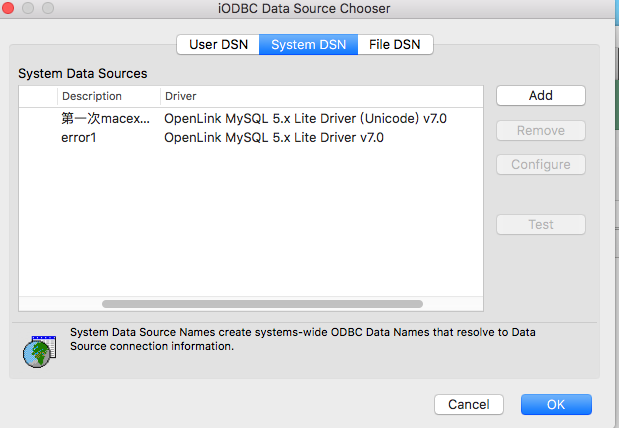 iODBC Data Source Chooser
User DSN System DSN File DSN
System Data Sources
Description Driver
第一次macex... OpenLink MySQL 5.x Lite Driver (Unicode) v7.0
error1 OpenLink MySQL 5.x Lite Driver v7.0
Add
Remove
Configure
Test
System Data Source Names create systems-wide ODBC Data Names that resolve to Data
Source connection information.
Cancel OK